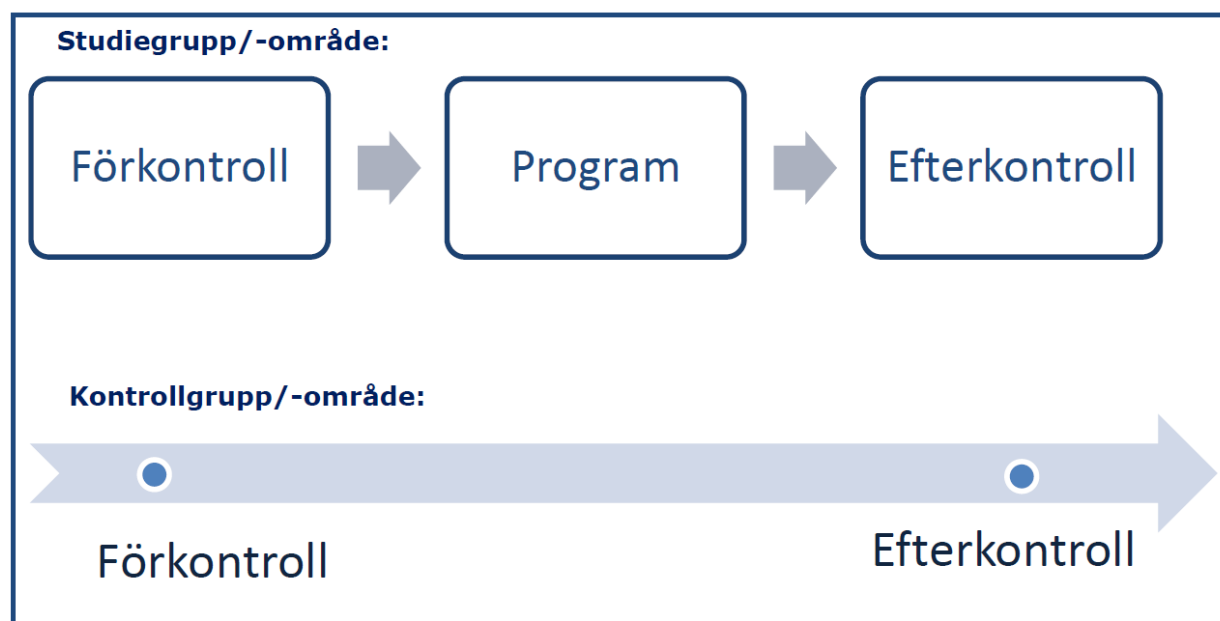 Studiegrupp/-område:
Förkontroll
Program
Efterkontroll
Kontrollgrupp/-område:
Förkontroll
Efterkontroll